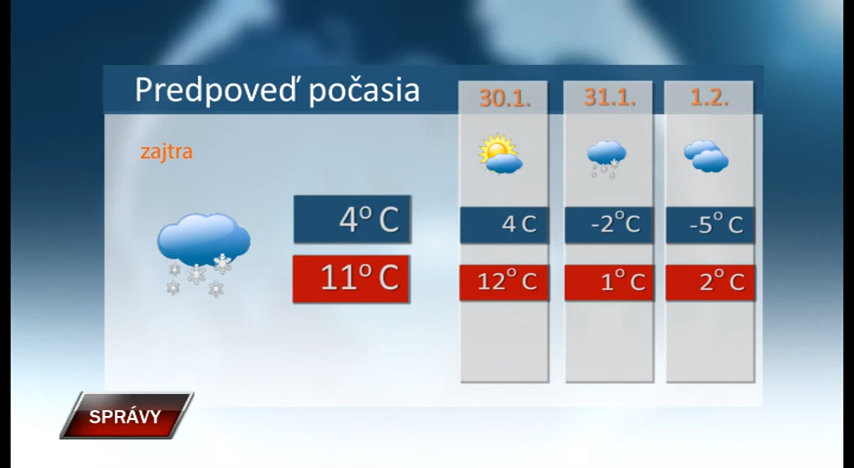 Predpoveď počasia
zajtra
4° C
11° C
30.1.
4 C
12° C
31.1.
-2°C
1° C
1.2.
-5° C
2° C
SPRÁVY